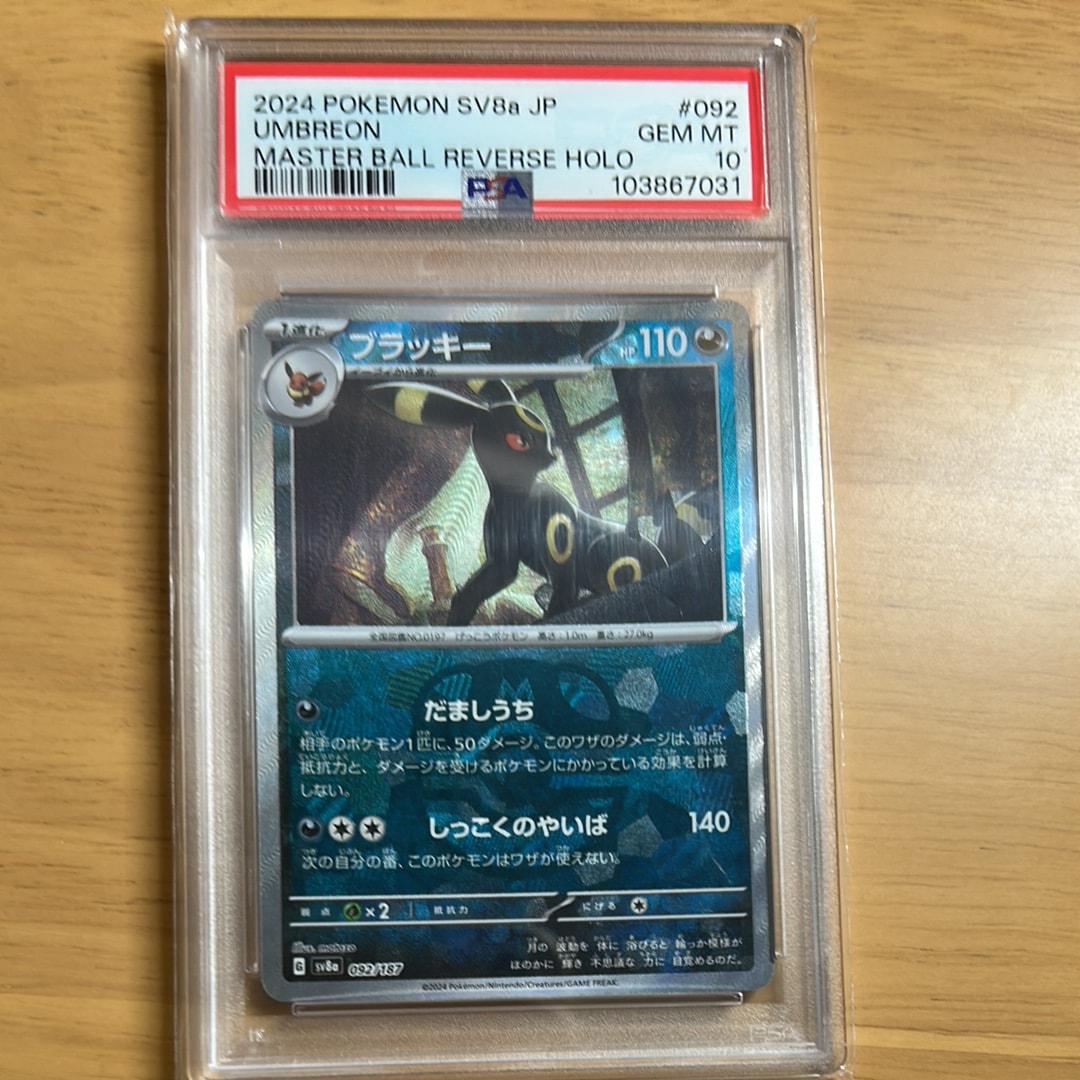 2024 POKEMON SV8a JP #092
UMBREON GEM MT
MASTER BALL REVERSE HOLO 10
PSA 103867031
1進化
ブラッキー HP110
イーブイから進化
全国図鑑NO.0197 げっこうポケモン 高さ:1.0m 重さ:27.0kg
だましうち
相手のポケモン1匹に、50ダメージ。このワザのダメージは、弱点・
抵抗力と、ダメージを受けるポケモンにかかっている効果を計算
しない。
しっこくのやいば 140
次の自分の番、このポケモンはワザが使えない。
弱点 ×2 抵抗力 にげる
Illus. motozo
月の波動を体に浴びると輪っか模様が
ほのかに輝き不思議な力に目覚めるのだ。
G sv8a 092/187
©2024 Pokémon/Nintendo/Creatures/GAME FREAK.
PSA